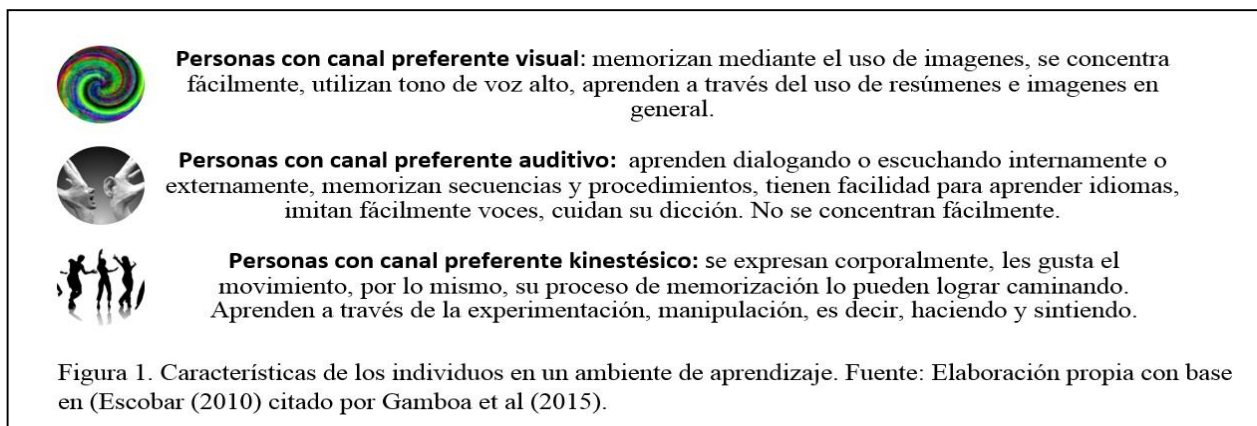 Personas con canal preferente visual: memorizan mediante el uso de imagenes, se concentra
fácilmente, utilizan tono de voz alto, aprenden a través del uso de resúmenes e imagenes en
general.
Personas con canal preferente auditivo: aprenden dialogando o escuchando internamente o
externamente, memorizan secuencias y procedimientos, tienen facilidad para aprender idiomas,
imitan fácilmente voces, cuidan su dicción. No se concentran fácilmente.
Personas con canal preferente kinestésico: se expresan corporalmente, les gusta el
movimiento, por lo mismo, su proceso de memorización lo pueden lograr caminando.
Aprenden a través de la experimentación, manipulación, es decir, haciendo y sintiendo.
Figura 1. Características de los individuos en un ambiente de aprendizaje. Fuente: Elaboración propia con base
en (Escobar (2010) citado por Gamboa et al (2015).